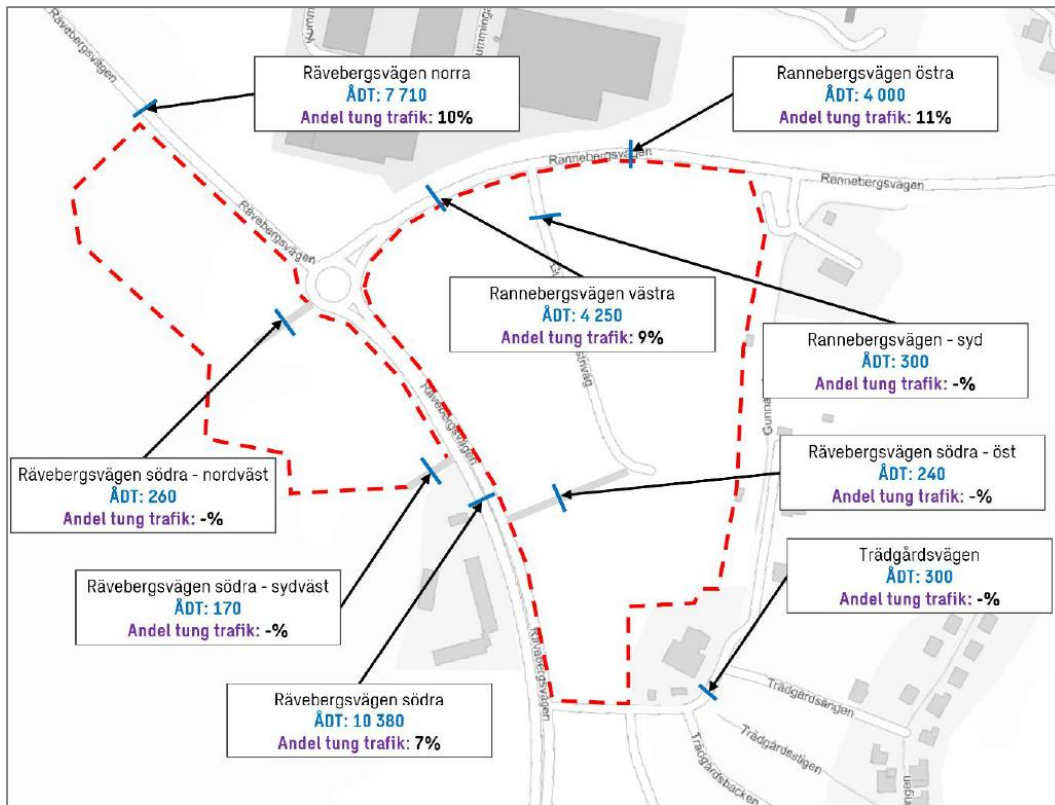 Rävebergsvägen
Rävebergsvägen norra
ÅDT: 7 710
Andel tung trafik: 10%
Rannebergsvägen östra
ÅDT: 4 000
Andel tung trafik: 11%
Rannebergsvägen
Rannebergsvägen
Rävebergsvägen
Rannebergsvägen västra
ÅDT: 4 250
Andel tung trafik: 9%
Rannebergsvägen - syd
ÅDT: 300
Andel tung trafik: -%
Rävebergsvägen
Rävebergsvägen södra - nordväst
ÅDT: 260
Andel tung trafik: -%
Rävebergsvägen södra - öst
ÅDT: 240
Andel tung trafik: -%
Rävebergsvägen södra - sydväst
ÅDT: 170
Andel tung trafik: -%
Trädgårdsvägen
ÅDT: 300
Andel tung trafik: -%
Rävebergsvägen
Rävebergsvägen södra
ÅDT: 10 380
Andel tung trafik: 7%
Trädgårdsängen
Trädgårdsstigen
Trädgårdsbacken